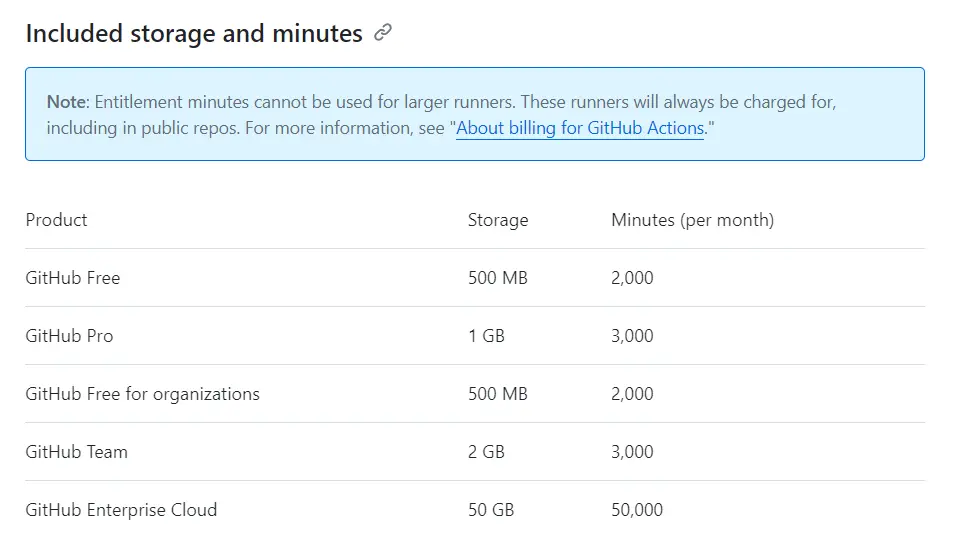 Included storage and minutes
Note: Entitlement minutes cannot be used for larger runners. These runners will always be charged for,
including in public repos. For more information, see "About billing for GitHub Actions."
Product Storage Minutes (per month)
GitHub Free 500 MB 2,000
GitHub Pro 1 GB 3,000
GitHub Free for organizations 500 MB 2,000
GitHub Team 2 GB 3,000
GitHub Enterprise Cloud 50 GB 50,000